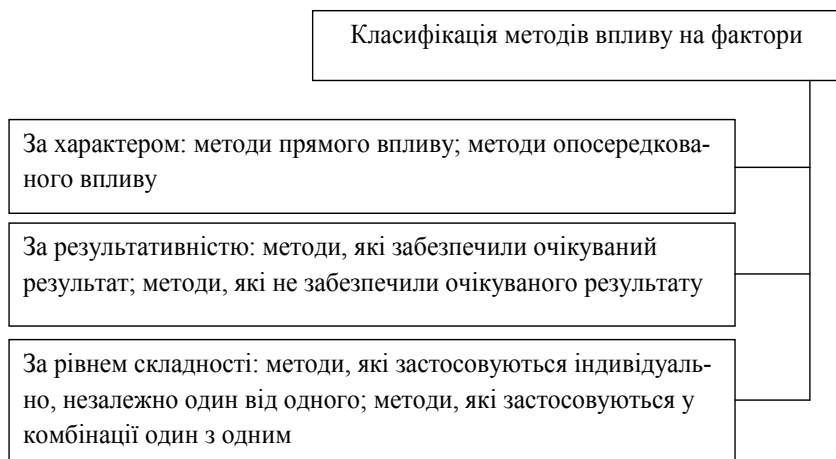 Класифікація методів впливу на фактори
За характером: методи прямого впливу; методи опосередкова-
ного впливу
За результативністю: методи, які забезпечили очікуваний
результат; методи, які не забезпечили очікуваного результату
За рівнем складності: методи, які застосовуються індивідуаль-
но, незалежно один від одного; методи, які застосовуються у
комбінації один з одним